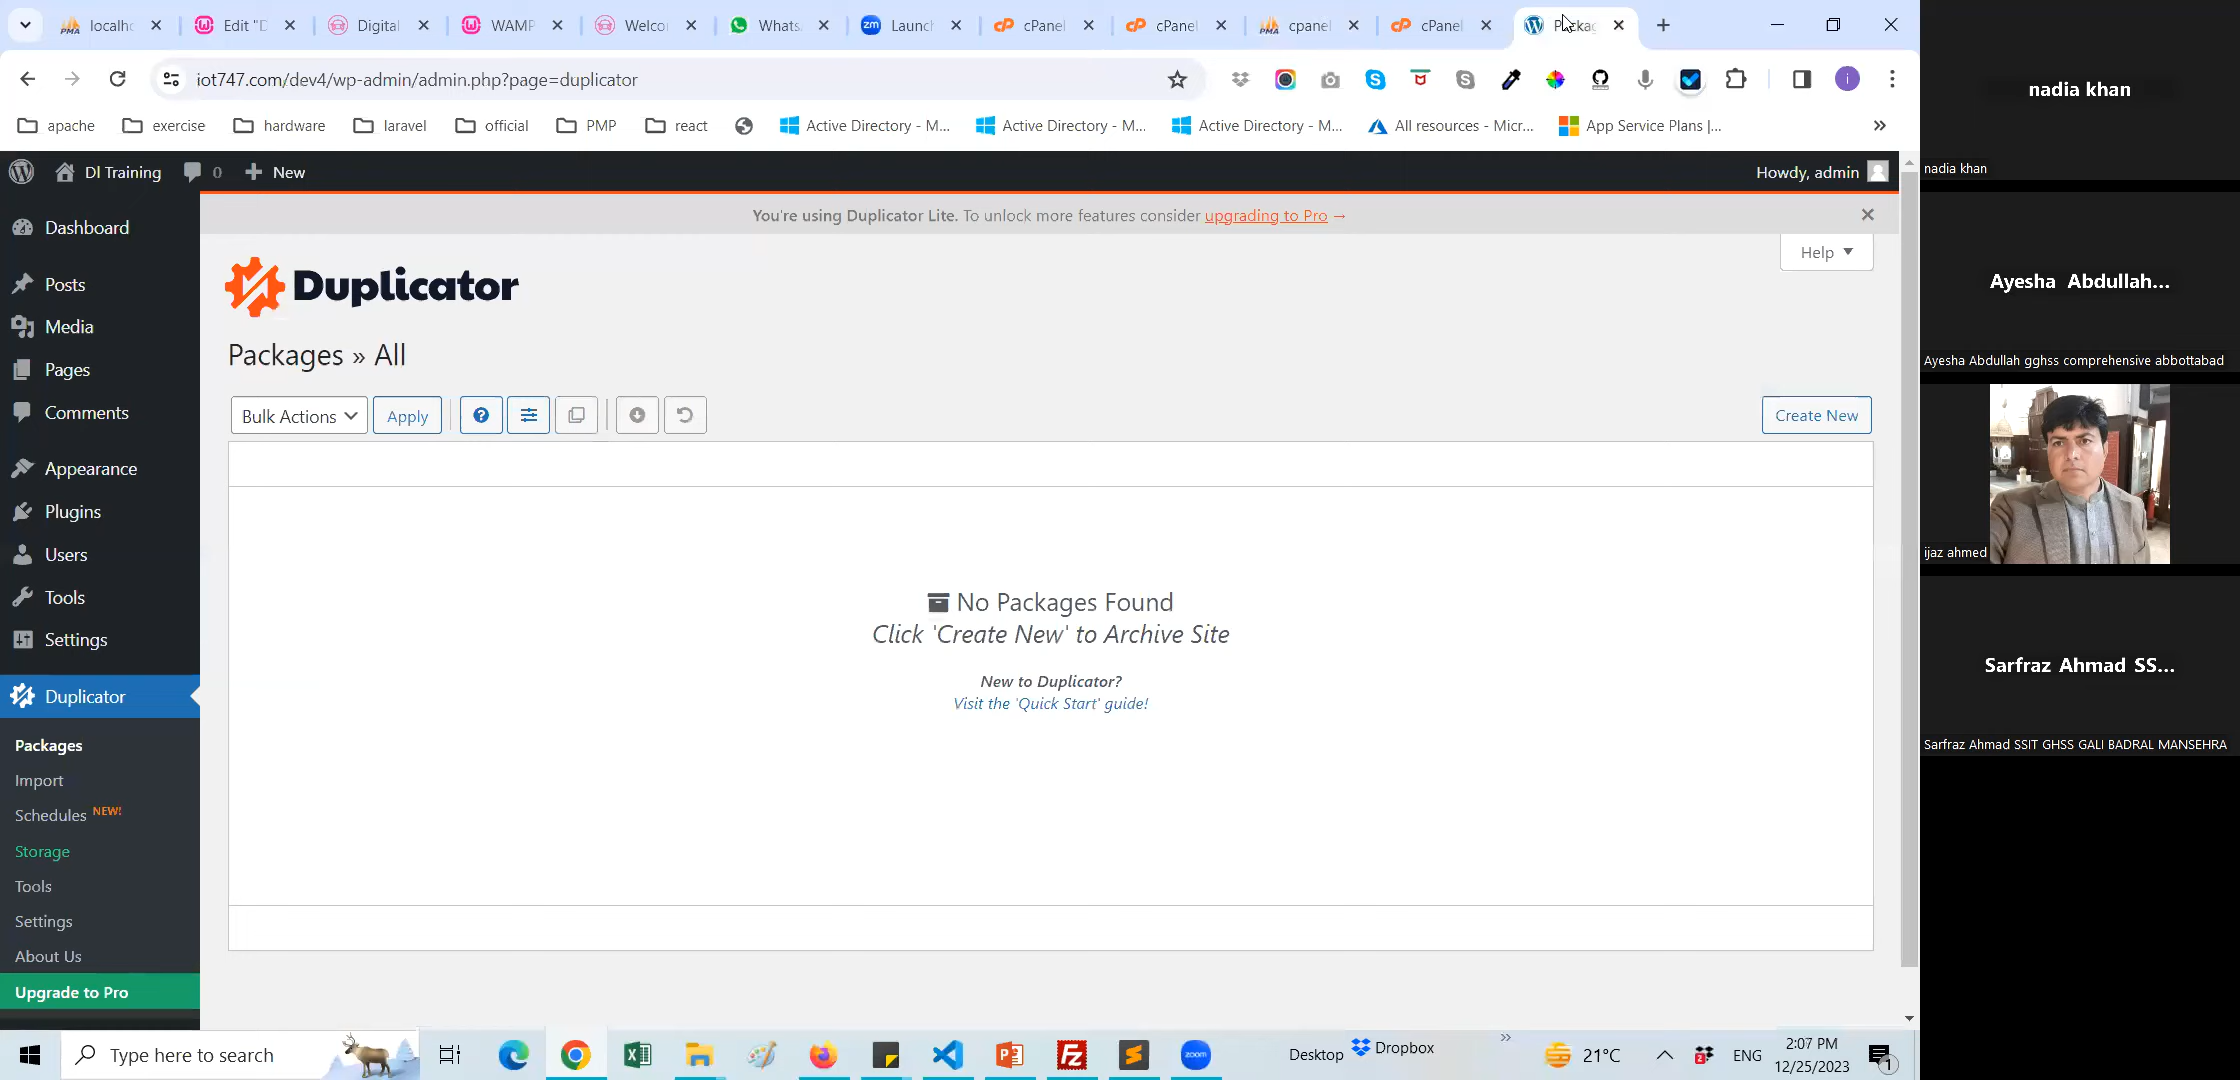 localhc
Edit "D
Digital
WAMP
Welcor
Whats.
Launch
cPanel
cPanel
cpanel
cPanel
Packag
iot747.com/dev4/wp-admin/admin.php?page=duplicator
apache
exercise
hardware
laravel
official
PMP
react
Active Directory - M...
Active Directory - M...
Active Directory - M...
All resources - Micr...
App Service Plans |...
»
DI Training
0
New
Howdy, admin
You're using Duplicator Lite. To unlock more features consider upgrading to Pro →
Help
Duplicator
Packages » All
Bulk Actions
Apply
Create New
No Packages Found
Click 'Create New' to Archive Site
New to Duplicator?
Visit the 'Quick Start' guide!
Dashboard
Posts
Media
Pages
Comments
Appearance
Plugins
Users
Tools
Settings
Duplicator
Packages
Import
Schedules NEW!
Storage
Tools
Settings
About Us
Upgrade to Pro
nadia khan
nadia khan
Ayesha Abdullah...
Ayesha Abdullah gghss comprehensive abbottabad
ijaz ahmed
Sarfraz Ahmad SS...
Sarfraz Ahmad SSIT GHSS GALI BADRAL MANSEHRA
Type here to search
zoom
Desktop
Dropbox
»
21°C
ENG
2:07 PM
12/25/2023
1